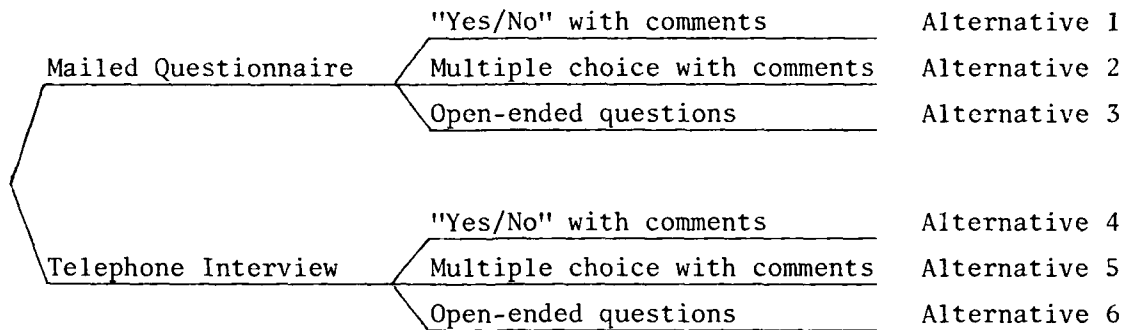 "Yes/No" with comments Alternative 1
Mailed Questionnaire Multiple choice with comments Alternative 2
Open-ended questions Alternative 3
"Yes/No" with comments Alternative 4
Telephone Interview Multiple choice with comments Alternative 5
Open-ended questions Alternative 6